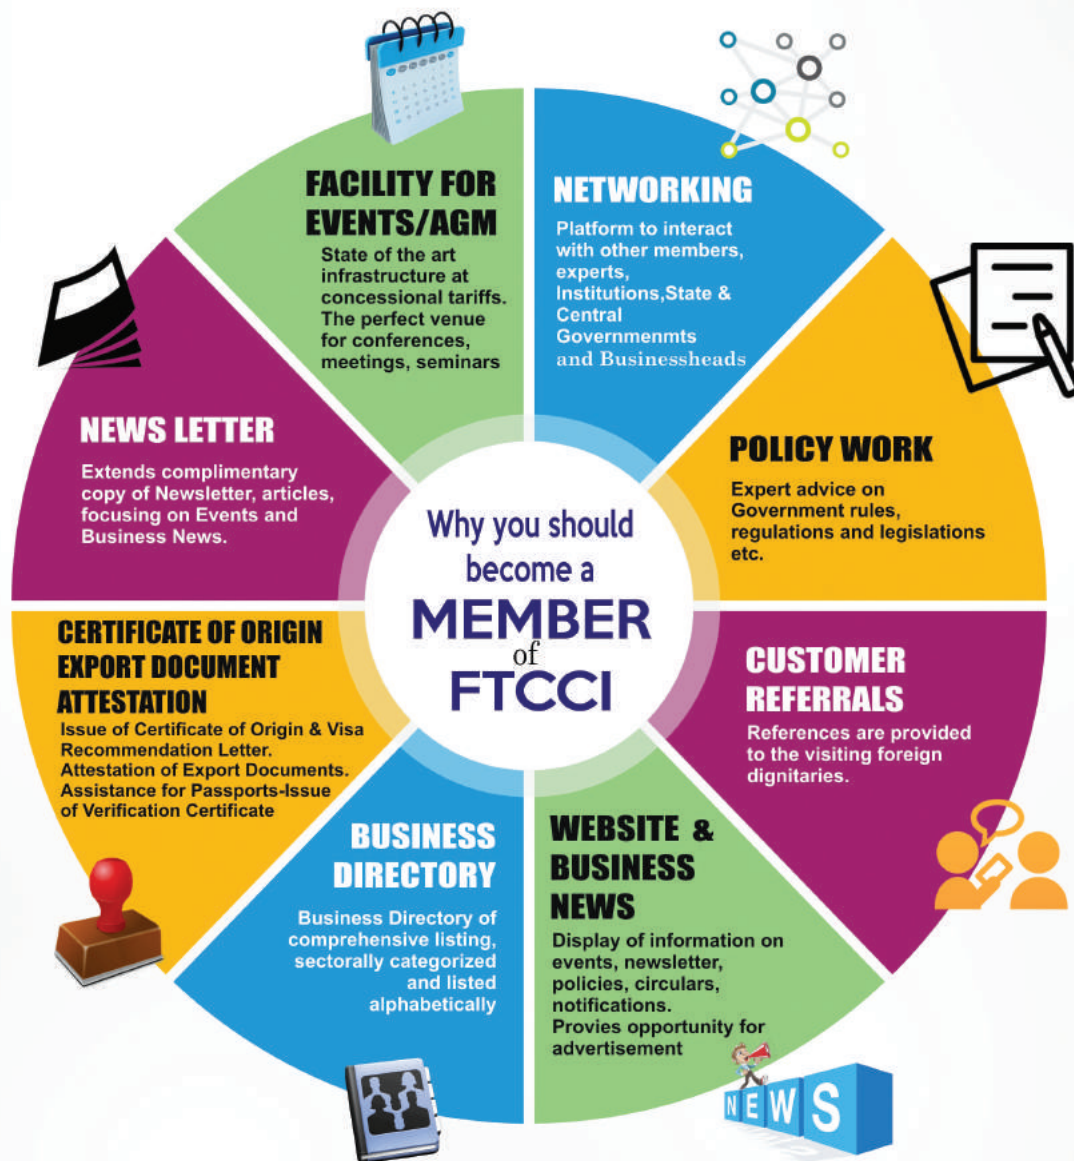 Why you should
become a
MEMBER
of
FTCCI
FACILITY FOR
EVENTS/AGM
State of the art
infrastructure at
concessional tariffs.
The perfect venue
for conferences,
meetings, seminars
NETWORKING
Platform to interact
with other members,
experts,
Institutions,State &
Central
Governmenmts
and Businessheads
POLICY WORK
Expert advice on
Government rules,
regulations and legislations
etc.
CUSTOMER
REFERRALS
References are provided
to the visiting foreign
dignitaries.
WEBSITE &
BUSINESS
NEWS
Display of information on
events, newsletter,
policies, circulars,
notifications.
Provies opportunity for
advertisement
NEWS
BUSINESS
DIRECTORY
Business Directory of
comprehensive listing,
sectorally categorized
and listed
alphabetically
CERTIFICATE OF ORIGIN
EXPORT DOCUMENT
ATTESTATION
Issue of Certificate of Origin & Visa
Recommendation Letter.
Attestation of Export Documents.
Assistance for Passports-Issue
of Verification Certificate
NEWS LETTER
Extends complimentary
copy of Newsletter, articles,
focusing on Events and
Business News.